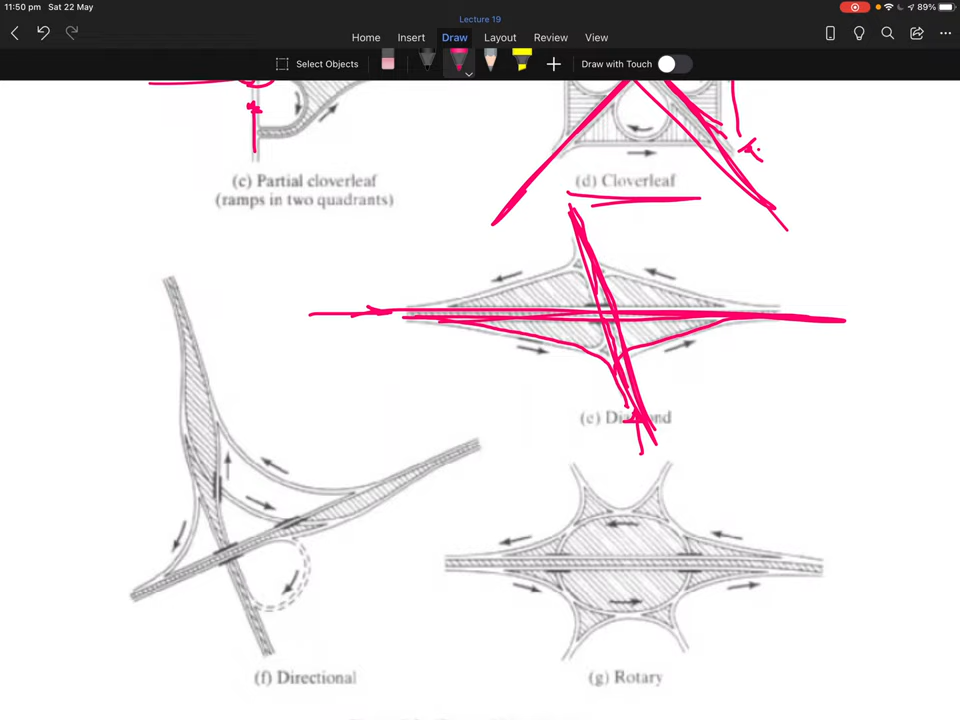 11:50 pm Sat 22 May
89%
Lecture 19
Home Insert Draw Layout Review View
Select Objects
Draw with Touch
(c) Partial cloverleaf
(ramps in two quadrants)
(d) Cloverleaf
(e) Diamond
(f) Directional
(g) Rotary